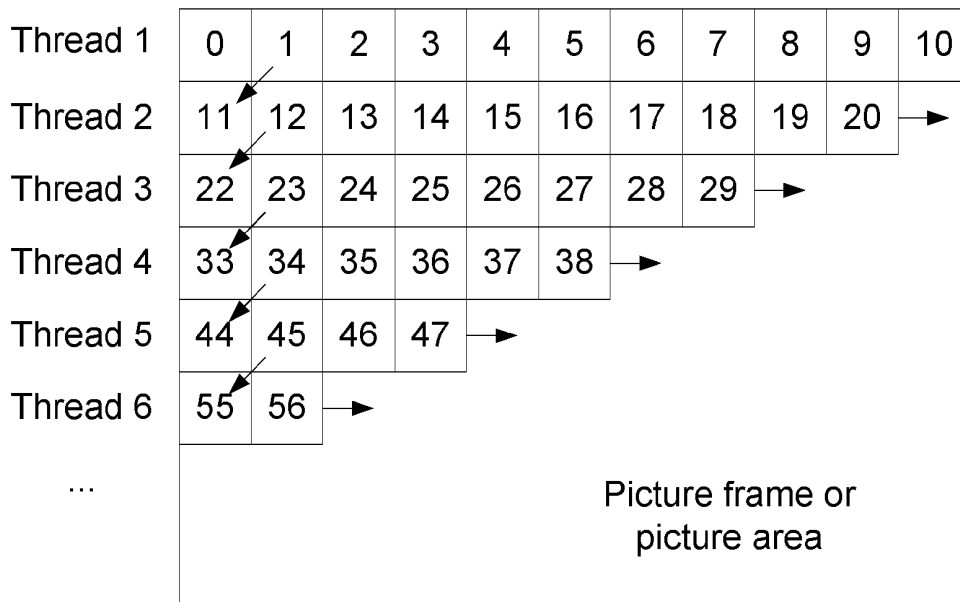 Thread 1 0 1 2 3 4 5 6 7 8 9 10
Thread 2 11 12 13 14 15 16 17 18 19 20
Thread 3 22 23 24 25 26 27 28 29
Thread 4 33 34 35 36 37 38
Thread 5 44 45 46 47
Thread 6 55 56
...
Picture frame or
picture area